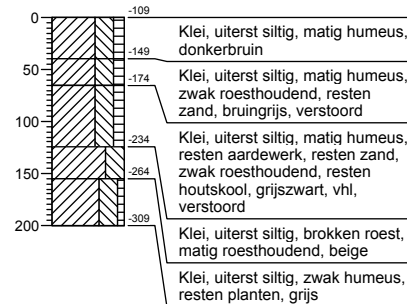 0
50
100
150
200
-109
-149
-174
-234
-264
-309
Klei, uiterst siltig, matig humeus,
donkerbruin
Klei, uiterst siltig, matig humeus,
zwak roesthoudend, resten
zand, bruingrijs, verstoord
Klei, uiterst siltig, matig humeus,
resten aardewerk, resten zand,
zwak roesthoudend, resten
houtskool, grijszwart, vhl,
verstoord
Klei, uiterst siltig, brokken roest,
matig roesthoudend, beige
Klei, uiterst siltig, zwak humeus,
resten planten, grijs